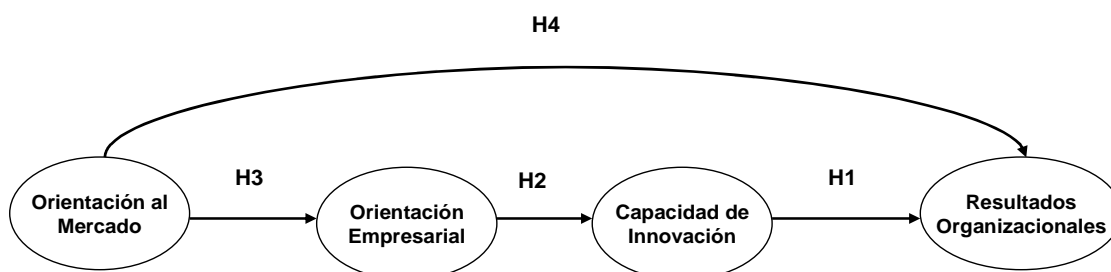 H4
Orientación al
Mercado
H3
Orientación
Empresarial
H2
Capacidad de
Innovación
H1
Resultados
Organizacionales